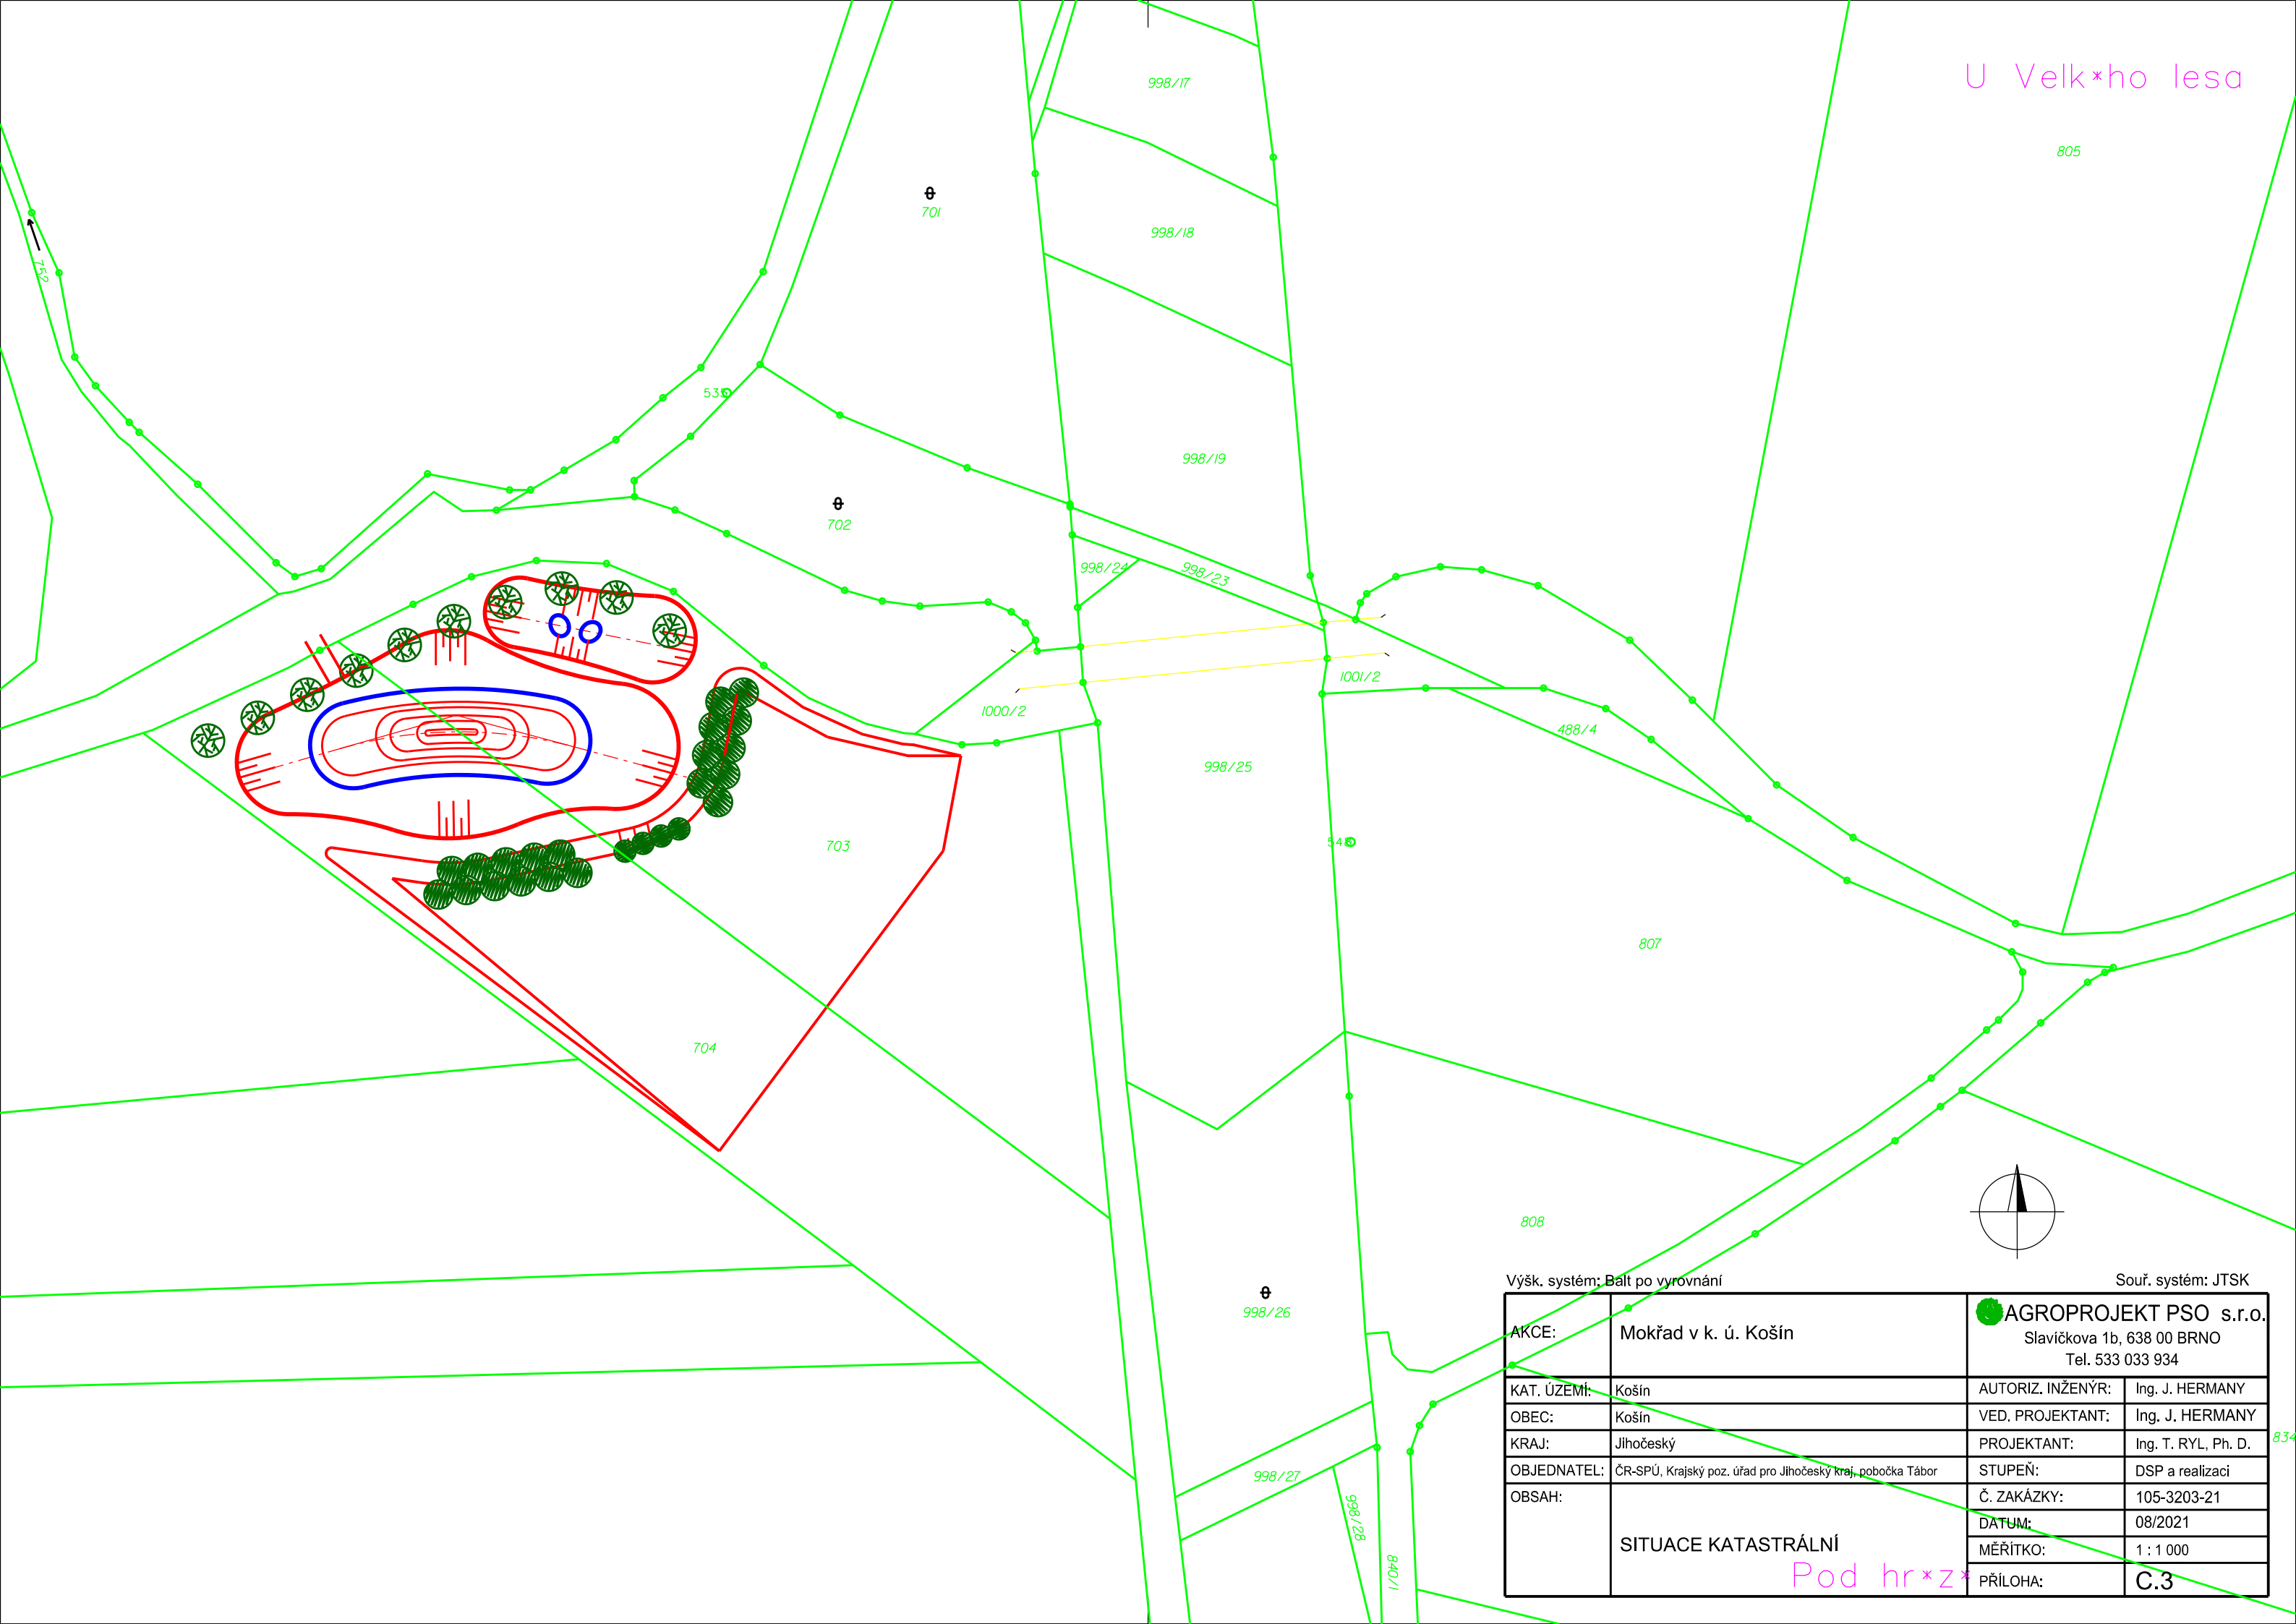 998/17
U Velk*ho lesa
805
701
998/18
752
535
998/19
702
998/24
998/23
1001/2
1000/2
488/4
998/25
548
703
807
704
808
998/26
834
998/27
998/28
840/1
Pod hr*z*
Výšk. systém: Balt po vyrovnání
Souř. systém: JTSK
AKCE:
Mokřad v k. ú. Košín
AGROPROJEKT PSO s.r.o.
Slavíčkova 1b, 638 00 BRNO
Tel. 533 033 934
KAT. ÚZEMÍ: Košín
AUTORIZ. INŽENÝR: Ing. J. HERMANY
OBEC: Košín
VED. PROJEKTANT: Ing. J. HERMANY
KRAJ: Jihočeský
PROJEKTANT: Ing. T. RYL, Ph. D.
OBJEDNATEL: ČR-SPÚ, Krajský poz. úřad pro Jihočeský kraj, pobočka Tábor
STUPEŇ: DSP a realizaci
OBSAH:
SITUACE KATASTRÁLNÍ
Č. ZAKÁZKY: 105-3203-21
DATUM: 08/2021
MĚŘÍTKO: 1 : 1 000
PŘÍLOHA: C.3